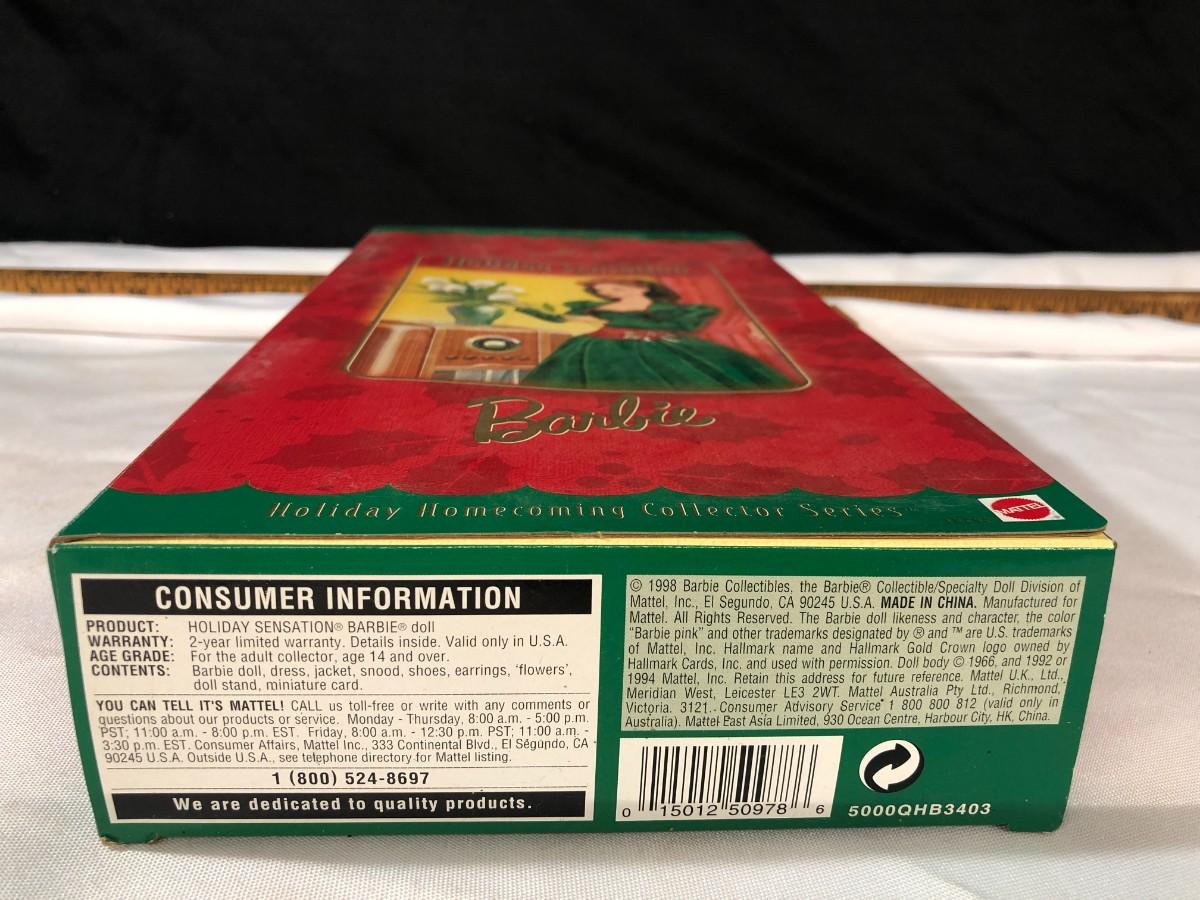 Holiday Sensation
Barbie
Holiday Homecoming Collector Series™
MATTEL
CONSUMER INFORMATION
PRODUCT: HOLIDAY SENSATION® BARBIE® doll
WARRANTY: 2-year limited warranty. Details inside. Valid only in U.S.A.
AGE GRADE: For the adult collector, age 14 and over.
CONTENTS: Barbie doll, dress, jacket, snood, shoes, earrings, 'flowers',
doll stand, miniature card.
YOU CAN TELL IT'S MATTEL! CALL us toll-free or write with any comments or
questions about our products or service. Monday - Thursday, 8:00 a.m. - 5:00 p.m.
PST; 11:00 a.m. - 8:00 p.m. EST. Friday, 8:00 a.m. - 12:30 p.m. PST; 11:00 a.m. -
3:30 p.m. EST. Consumer Affairs, Mattel Inc., 333 Continental Blvd., El Segundo, CA
90245 U.S.A. Outside U.S.A., see telephone directory for Mattel listing.
1 (800) 524-8697
We are dedicated to quality products.
© 1998 Barbie Collectibles, the Barbie® Collectible/Specialty Doll Division of
Mattel, Inc., El Segundo, CA 90245 U.S.A. MADE IN CHINA. Manufactured for
Mattel. All Rights Reserved. The Barbie doll likeness and character, the color
"Barbie pink" and other trademarks designated by ® and ™ are U.S. trademarks
of Mattel, Inc. Hallmark name and Hallmark Gold Crown logo owned by
Hallmark Cards, Inc. and used with permission. Doll body © 1966, and 1992 or
1994 Mattel, Inc. Retain this address for future reference. Mattel U.K., Ltd.,
Meridian West, Leicester LE3 2WT. Mattel Australia Pty Ltd., Richmond,
Victoria. 3121. Consumer Advisory Service 1 800 800 812 (valid only in
Australia). Mattel East Asia Limited, 930 Ocean Centre, Harbour City, HK, China.
0 15012 50978 6
5000QHB3403